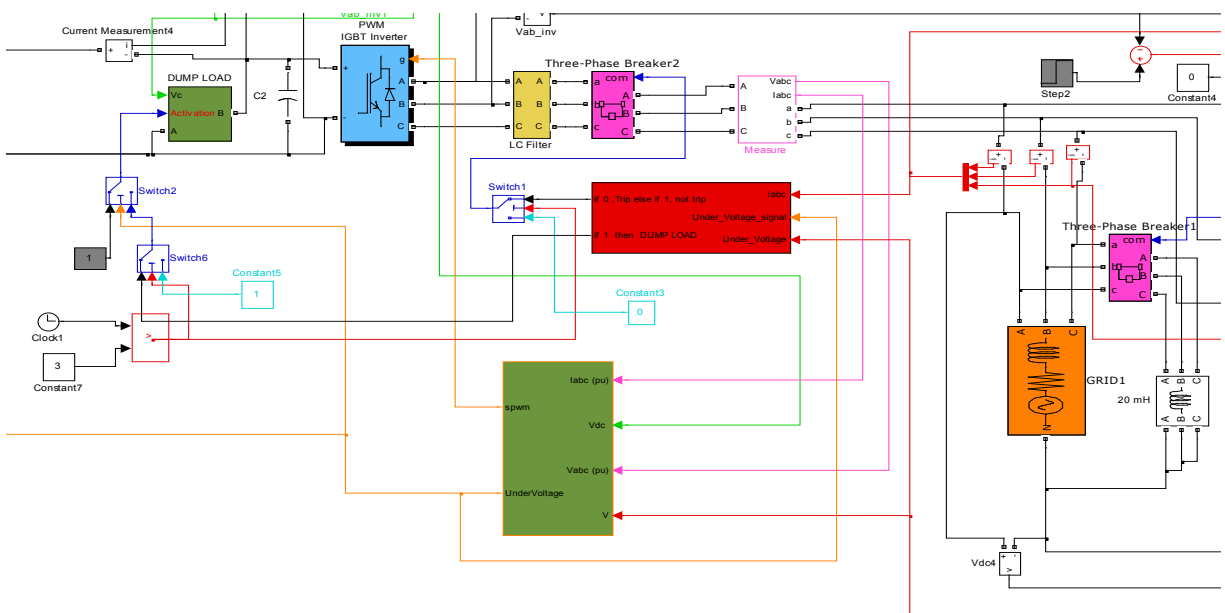 Vab_inv1
PWM
IGBT Inverter
Vab_inv
v
Current Measurement4
+
i
-
DUMP LOAD
Vc
Activation
B
A
C2
+
-
g
A
B
C
A
B
C
A
B
C
LC Filter
Three-Phase Breaker2
com
a
b
c
A
B
C
A
B
C
Vabc
Iabc
a
b
c
Measure
-
+
Step2
0
Constant4
Switch2
1
Switch6
Constant5
1
Clock1
3
Constant7
>
Switch1
if 0 ,Trip else if 1, not trip
if 1 then DUMP LOAD
Iabc
Under_Voltage_signal
Under_Voltage
Constant3
0
Three-Phase Breaker1
com
a
b
c
A
B
C
A
B
C
N
GRID1
20 mH
A
B
C
A
B
C
spwm
UnderVoltage
Iabc (pu)
Vdc
Vabc (pu)
V
Vdc4
+
-
v